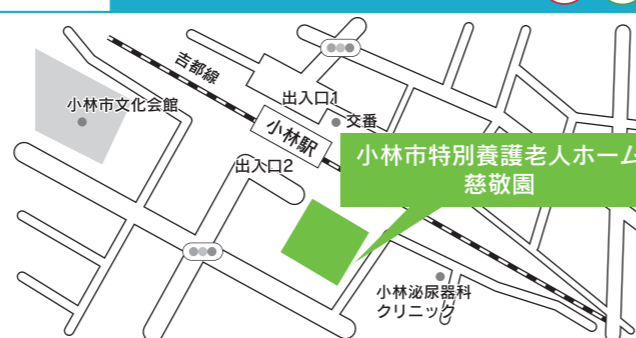 吉都線
小林市文化会館
出入口1
交番
小林駅
出入口2
小林市特別養護老人ホーム
慈敬園
小林泌尿器科
クリニック